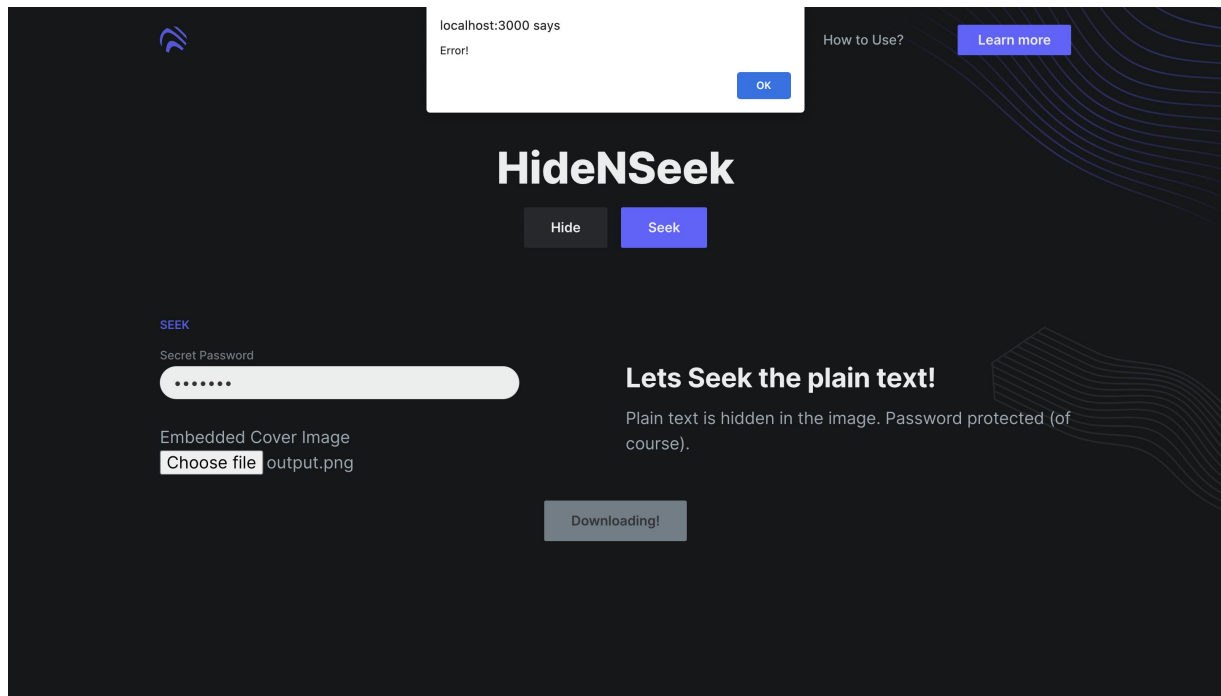 localhost:3000 says
Error!
OK
How to Use?
Learn more
HideNSeek
Hide
Seek
SEEK
Secret Password
•••••••
Embedded Cover Image
Choose file output.png
Lets Seek the plain text!
Plain text is hidden in the image. Password protected (of
course).
Downloading!